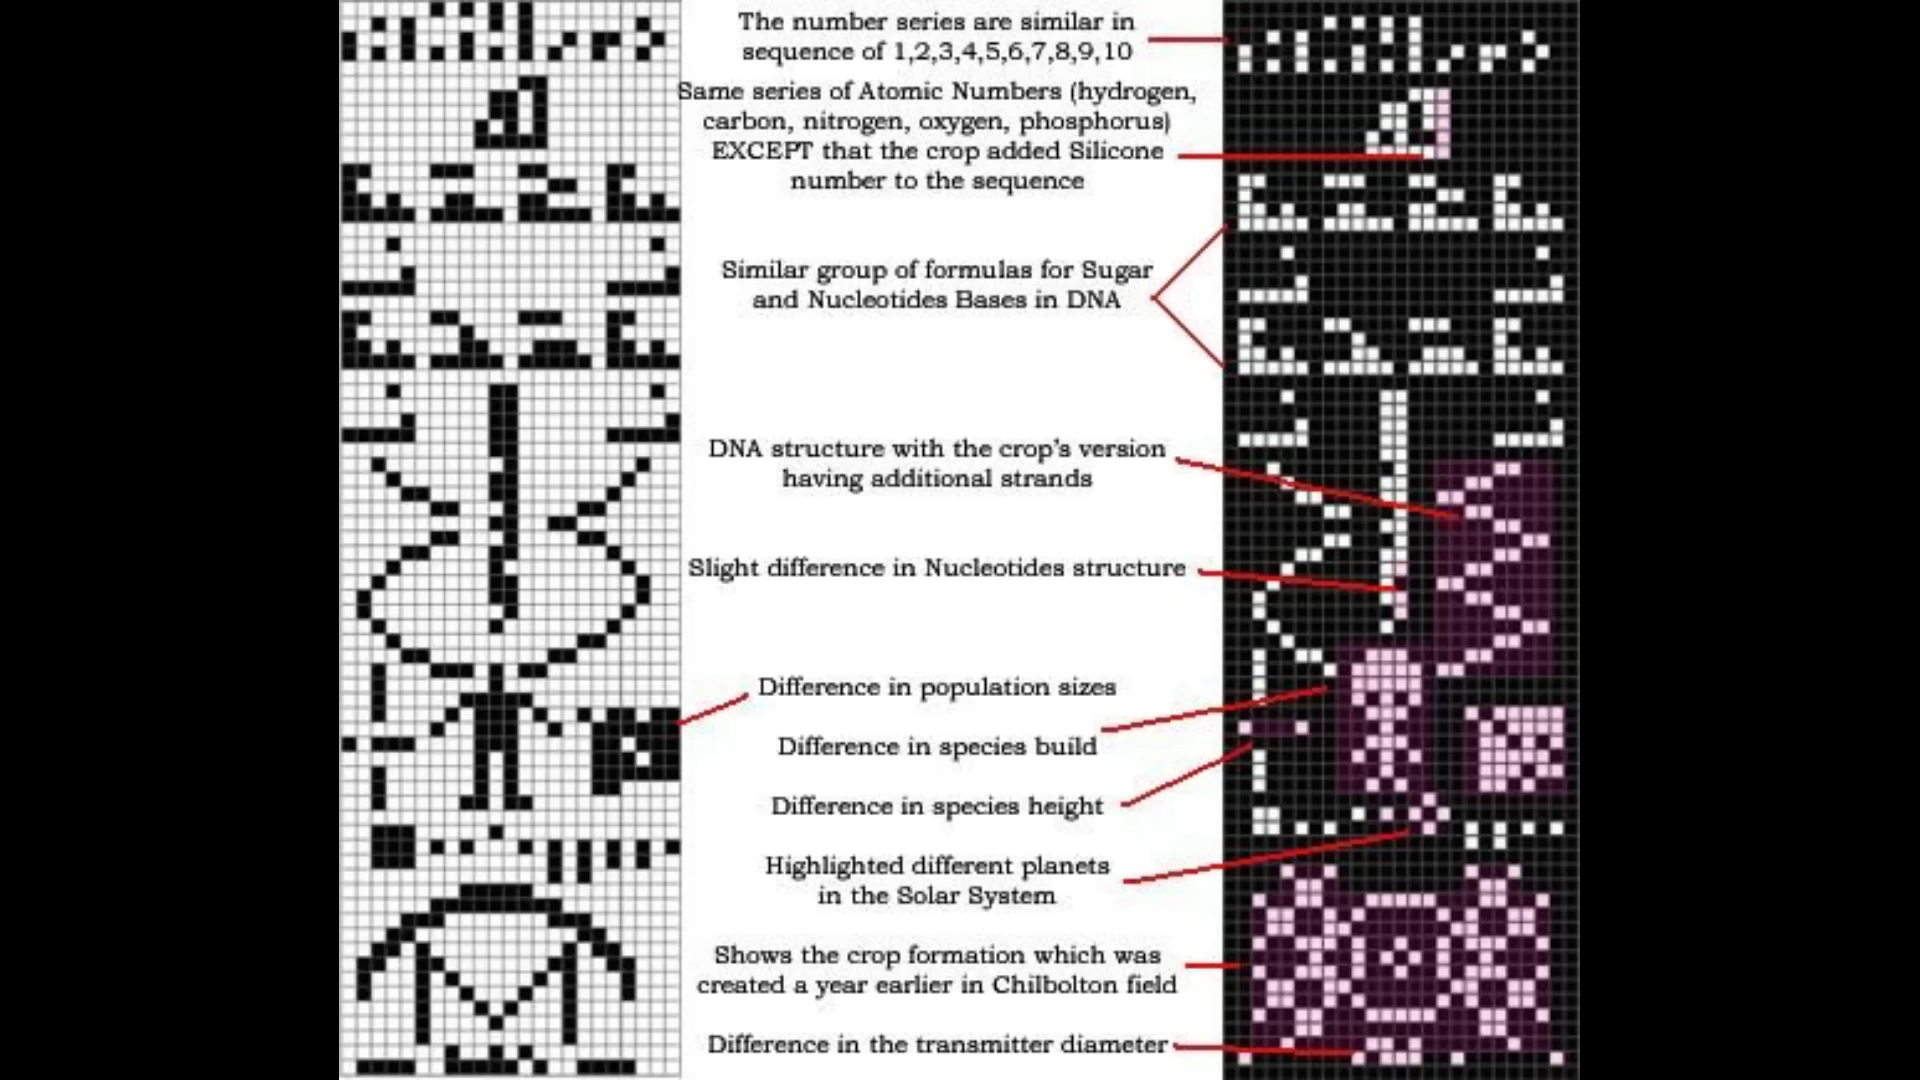 The number series are similar in
sequence of 1,2,3,4,5,6,7,8,9,10
Same series of Atomic Numbers (hydrogen,
carbon, nitrogen, oxygen, phosphorus)
EXCEPT that the crop added Silicone
number to the sequence
Similar group of formulas for Sugar
and Nucleotides Bases in DNA
DNA structure with the crop's version
having additional strands
Slight difference in Nucleotides structure
Difference in population sizes
Difference in species build
Difference in species height
Highlighted different planets
in the Solar System
Shows the crop formation which was
created a year earlier in Chilbolton field
Difference in the transmitter diameter